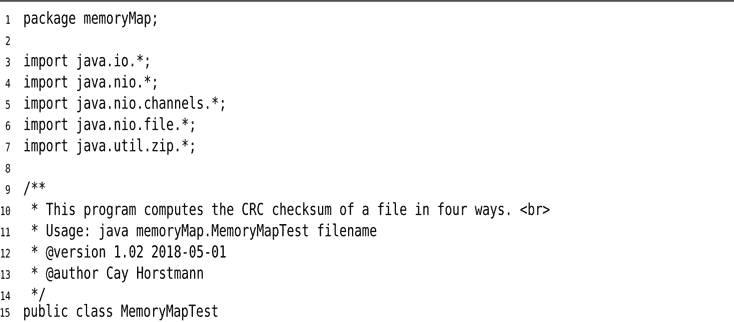 1 package memoryMap;
2
3 import java.io.*;
4 import java.nio.*;
5 import java.nio.channels.*;
6 import java.nio.file.*;
7 import java.util.zip.*;
8
9 /**
10  * This program computes the CRC checksum of a file in four ways. <br>
11  * Usage: java memoryMap.MemoryMapTest filename
12  * @version 1.02 2018-05-01
13  * @author Cay Horstmann
14  */
15 public class MemoryMapTest